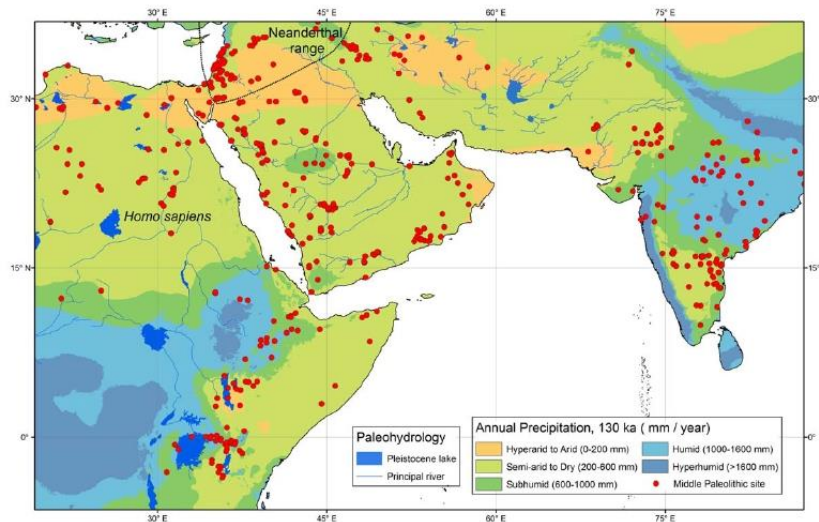 30°E
45°E
60°E
75°E
Neanderthal
range
30°N
30°N
Homo sapiens
15°N
15°N
0°
0°
Paleohydrology
Pleistocene lake
Principal river
Annual Precipitation, 130 ka ( mm / year)
Hyperarid to Arid (0-200 mm)
Semi-arid to Dry (200-600 mm)
Subhumid (600-1000 mm)
Humid (1000-1600 mm)
Hyperhumid (>1600 mm)
Middle Paleolithic site
30°E
45°E
60°E
75°E